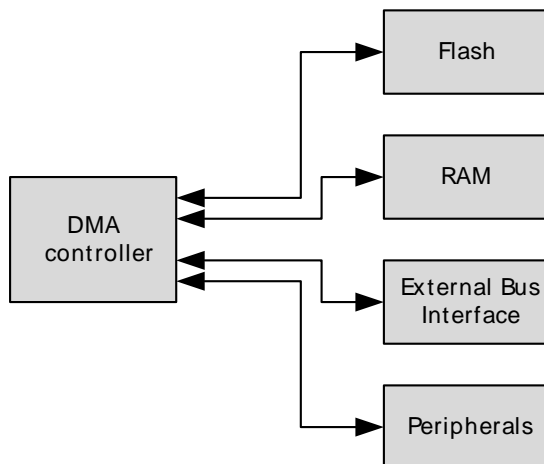 Flash
RAM
DMA
controller
External Bus
Interface
Peripherals